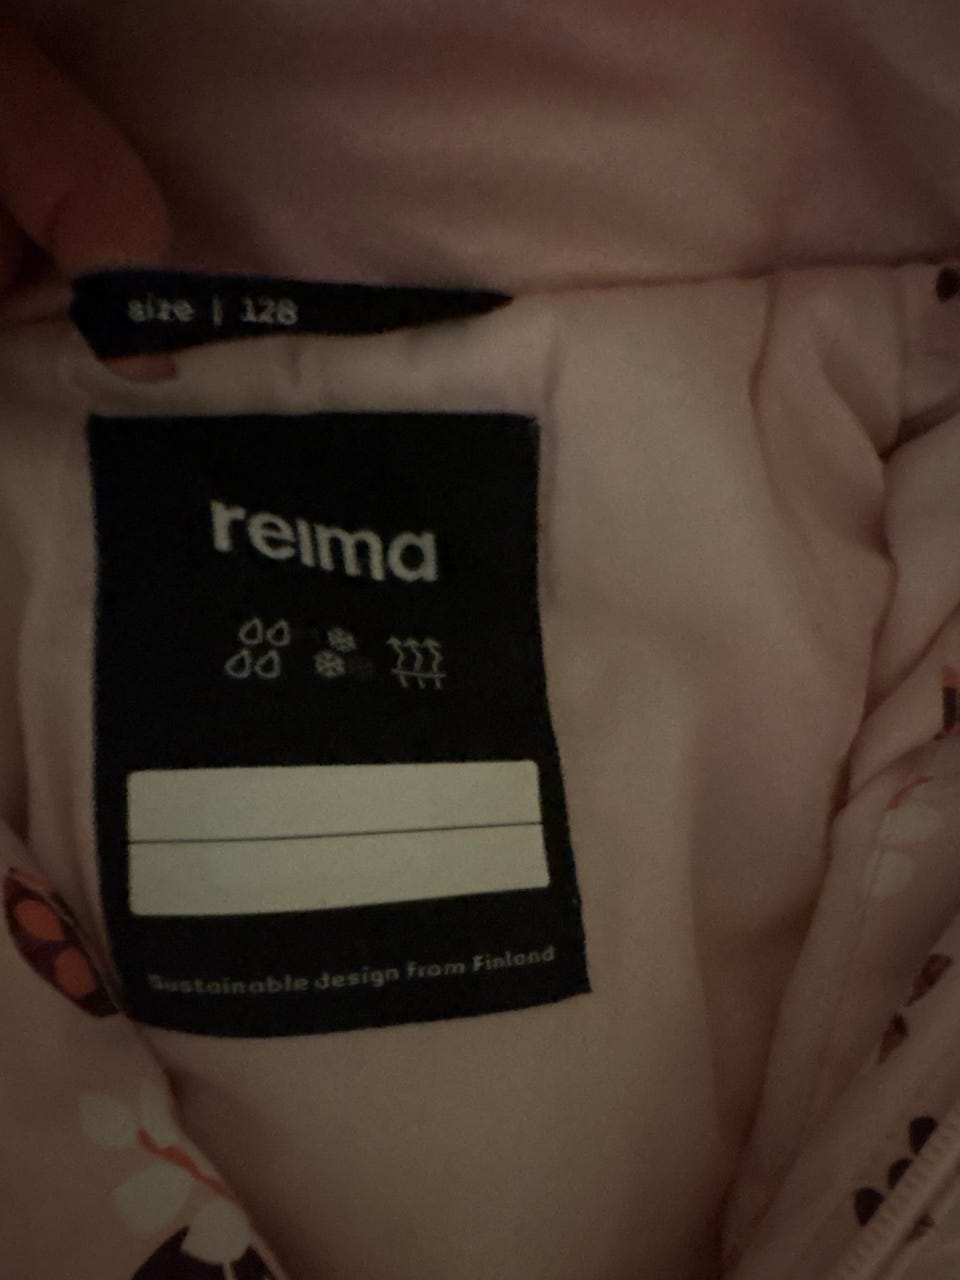 size | 128
reima
Sustainable design from Finland